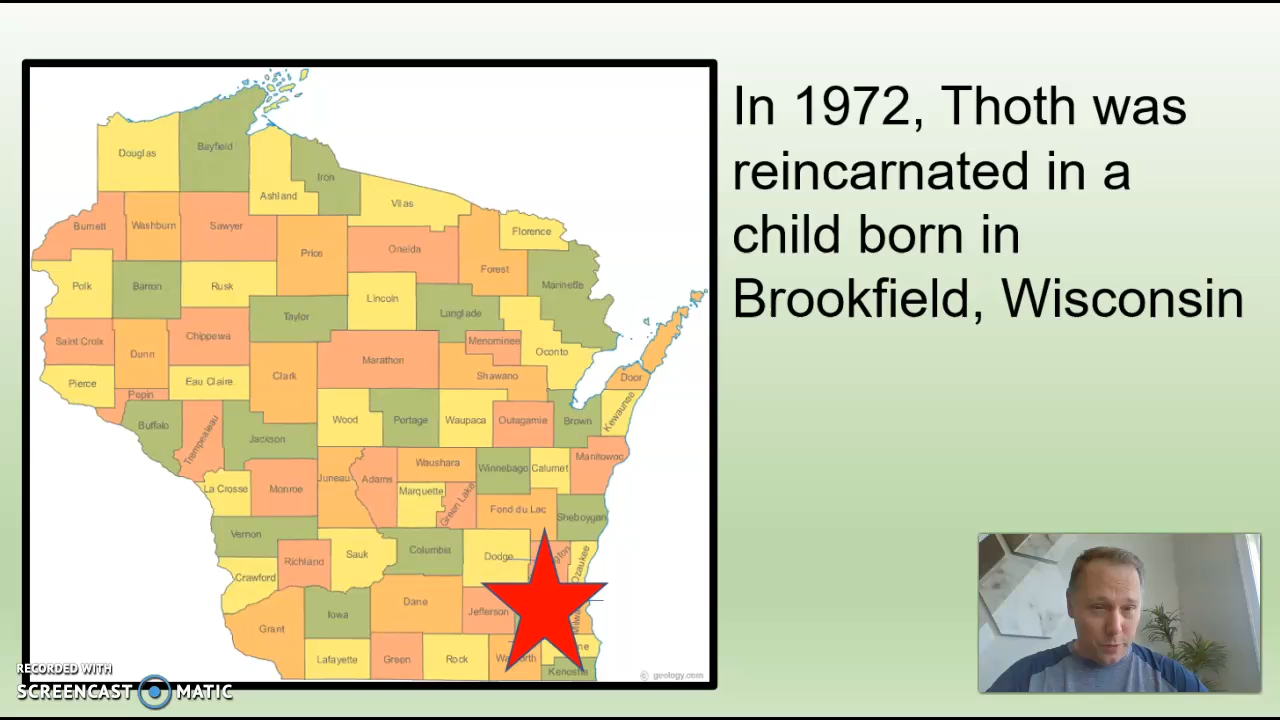 In 1972, Thoth was
reincarnated in a
child born in
Brookfield, Wisconsin
Douglas
Bayfield
Ashland
Iron
Vilas
Florence
Burnett
Washburn
Sawyer
Price
Oneida
Forest
Marinette
Polk
Barron
Rusk
Lincoln
Langlade
Taylor
Saint Croix
Dunn
Chippewa
Marathon
Menominee
Oconto
Door
Pierce
Pepin
Eau Claire
Clark
Shawano
Buffalo
Trempealeau
Jackson
Wood
Portage
Waupaca
Outagamie
Brown
Kewaunee
La Crosse
Monroe
Juneau
Adams
Waushara
Marquette
Green Lake
Winnebago
Calumet
Manitowoc
Fond du Lac
Sheboygan
Vernon
Richland
Sauk
Columbia
Dodge
Ozaukee
Crawford
Grant
Iowa
Dane
Jefferson
Lafayette
Green
Rock
Kenosha
© geology.com
RECORDED WITH
SCREENCAST MATIC